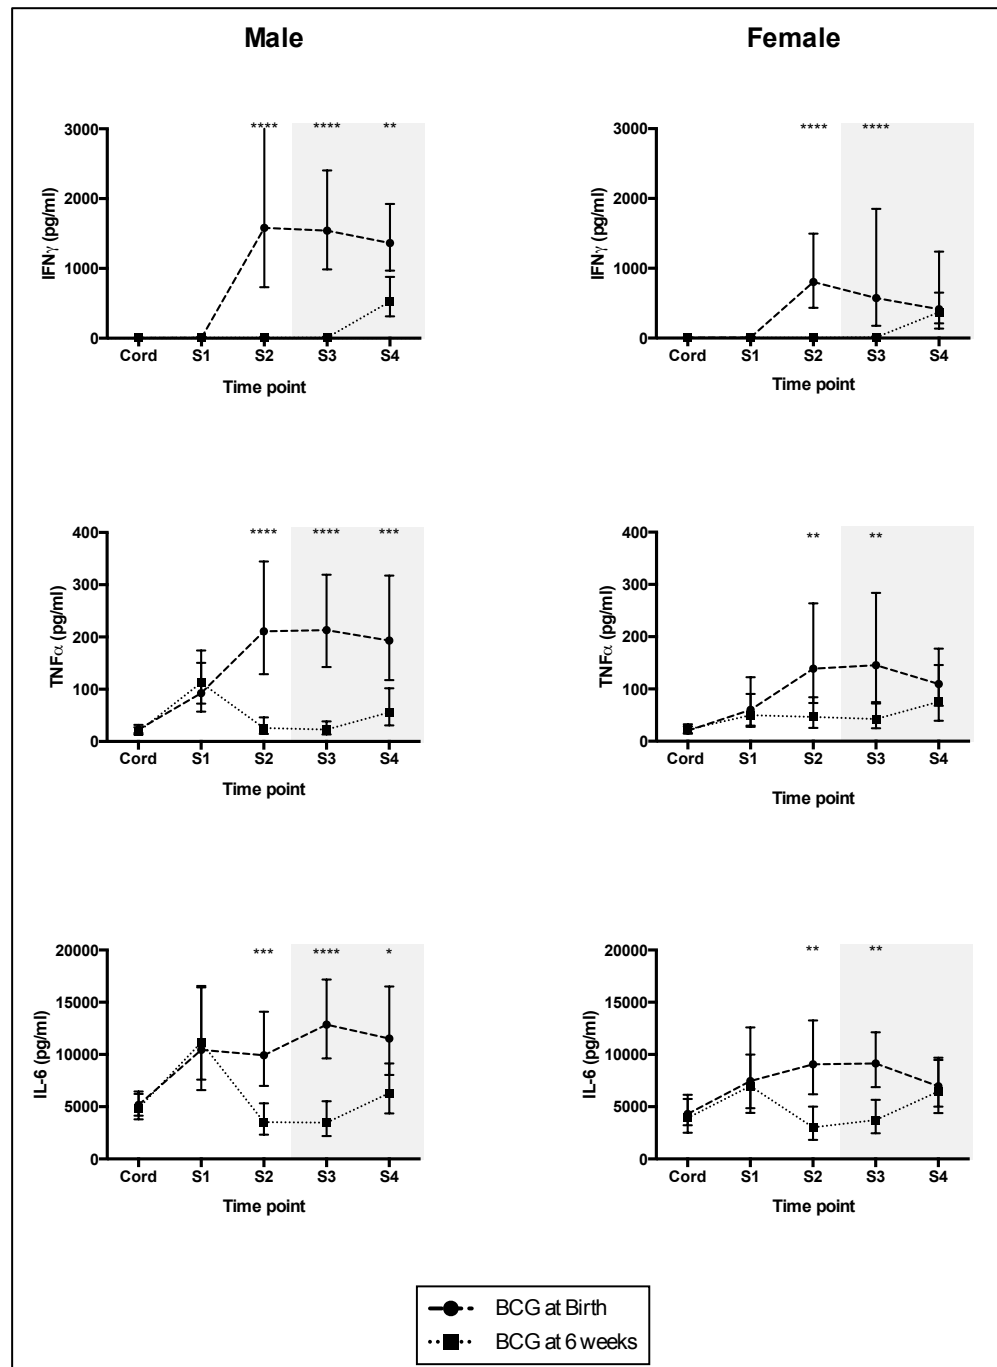 Male Female
**** **** **
3000
2000
1000
0
IFNγ (pg/ml)
Cord S1 S2 S3 S4
Time point
**** ****
3000
2000
1000
0
IFNγ (pg/ml)
Cord S1 S2 S3 S4
Time point
**** **** ***
400
300
200
100
0
TNFα (pg/ml)
Cord S1 S2 S3 S4
Time point
** **
400
300
200
100
0
TNFα (pg/ml)
Cord S1 S2 S3 S4
Time point
*** **** *
20000
15000
10000
5000
0
IL-6 (pg/ml)
Cord S1 S2 S3 S4
Time point
** **
20000
15000
10000
5000
0
IL-6 (pg/ml)
Cord S1 S2 S3 S4
Time point
BCG at Birth
BCG at 6 weeks